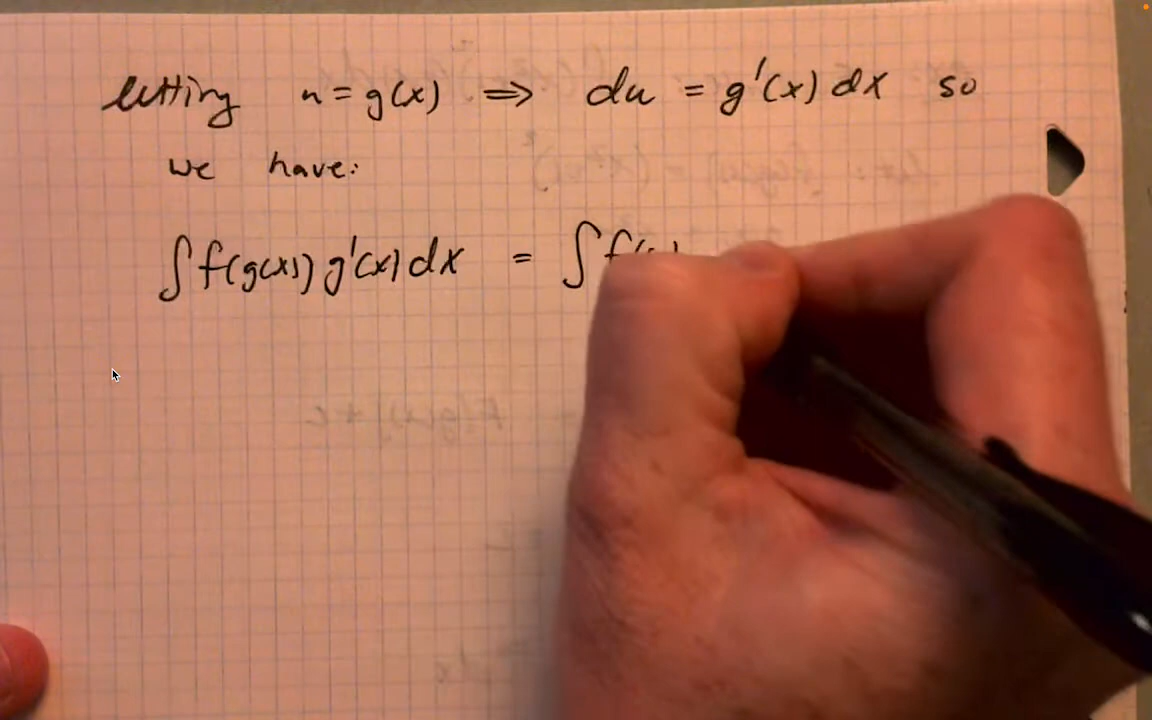 letting u = g(x) ⇒ du = g'(x) dx so
we have:
∫f(g(x)) g'(x) dx = ∫f(